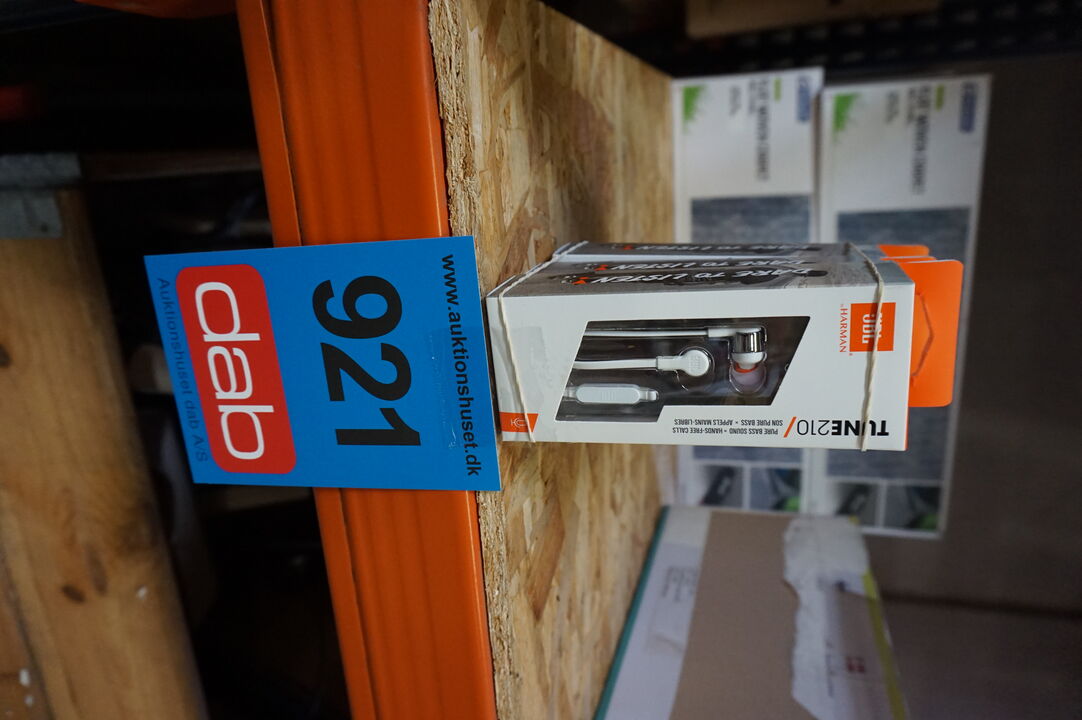 www.auktionshuset.dk
921
dab
Auktionshuset dab A/S
JBL
by HARMAN
DARE TO LISTEN
TUNE210/
PURE BASS SOUND • HANDS-FREE CALLS
SON PURE BASS • APPELS MAINS-LIBRES